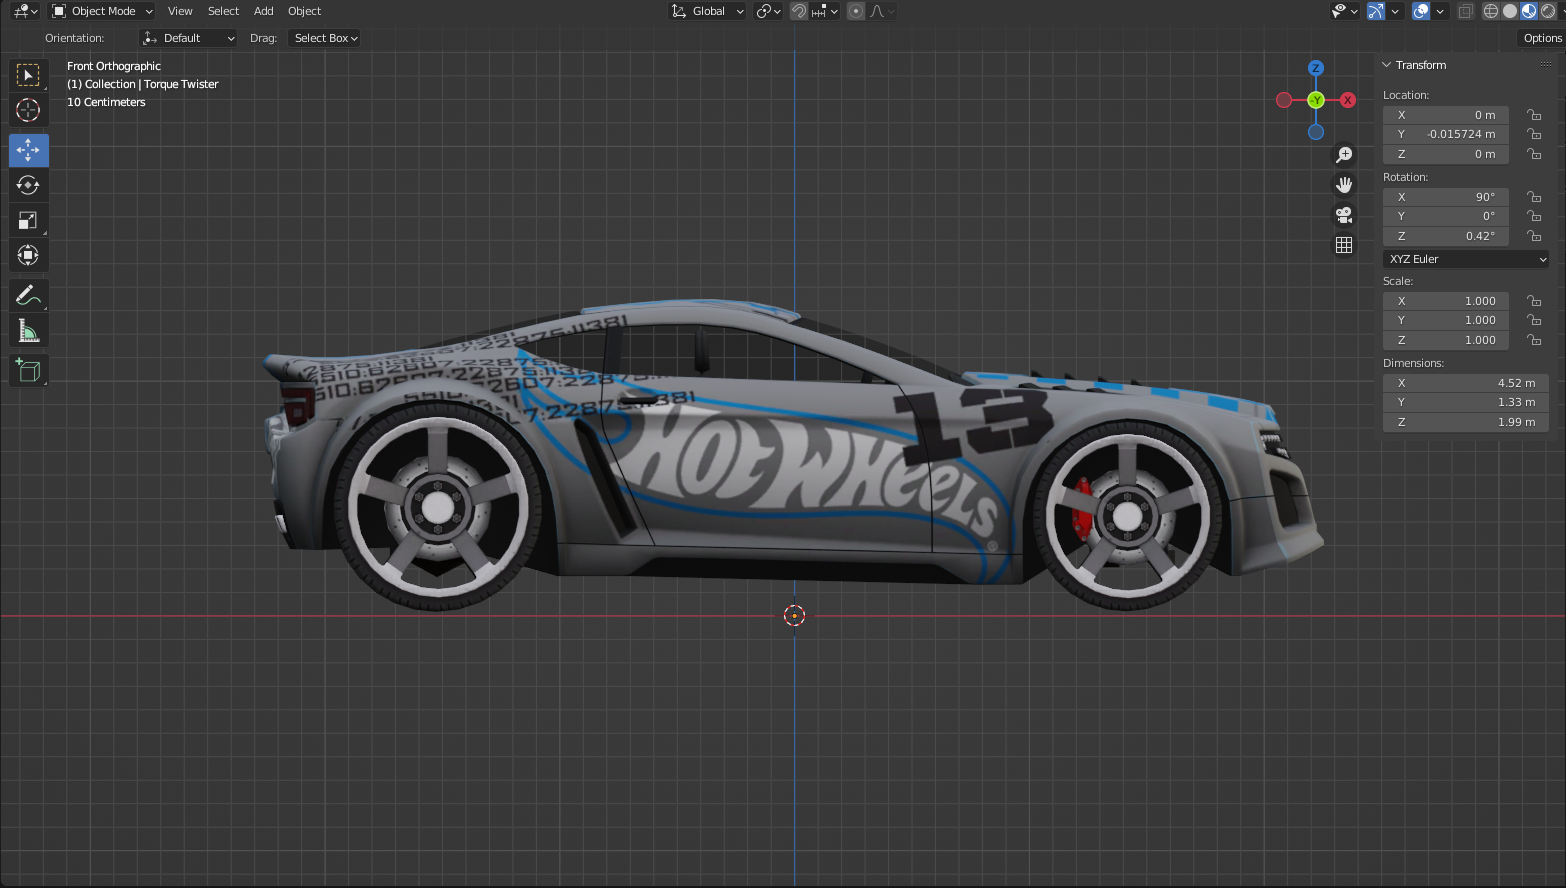 Object Mode View Select Add Object Global
Orientation: Default Drag: Select Box Options
Front Orthographic
(1) Collection | Torque Twister
10 Centimeters
Z
-Y
X
Transform
Location:
X 0 m
Y -0.015724 m
Z 0 m
Rotation:
X 90°
Y 0°
Z 0.42°
XYZ Euler
Scale:
X 1.000
Y 1.000
Z 1.000
Dimensions:
X 4.52 m
Y 1.33 m
Z 1.99 m
13
HOT WHeeLS